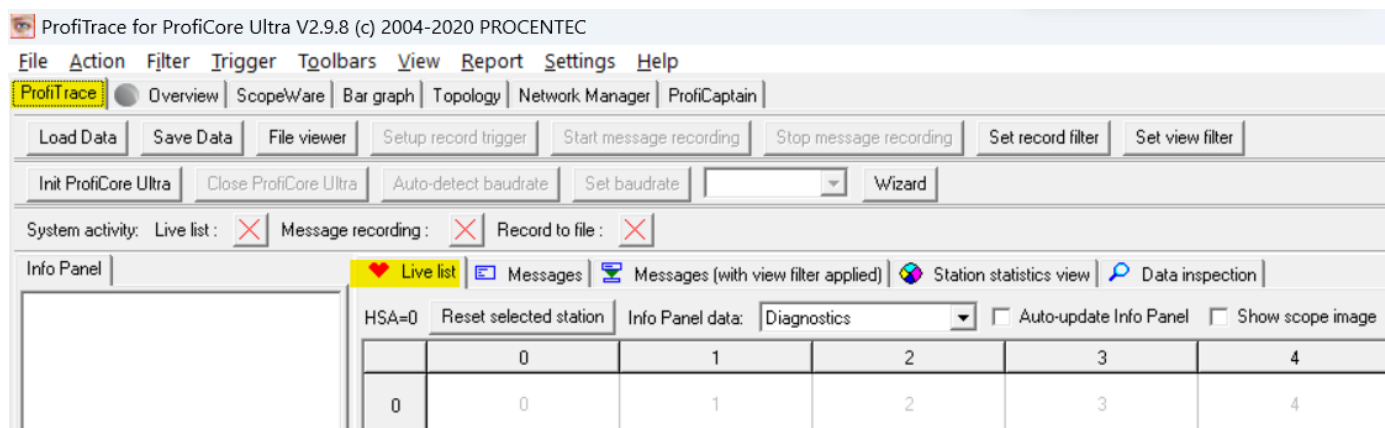 ProfiTrace for ProfiCore Ultra V2.9.8 (c) 2004-2020 PROCENTEC
File Action Filter Trigger Toolbars View Report Settings Help
ProfiTrace Overview ScopeWare Bar graph Topology Network Manager ProfiCaptain
Load Data Save Data File viewer Setup record trigger Start message recording Stop message recording Set record filter Set view filter
Init ProfiCore Ultra Close ProfiCore Ultra Auto-detect baudrate Set baudrate Wizard
System activity: Live list : Message recording : Record to file :
Info Panel Live list Messages Messages (with view filter applied) Station statistics view Data inspection
HSA=0 Reset selected station Info Panel data: Diagnostics Auto-update Info Panel Show scope image
0 1 2 3 4
0 0 1 2 3 4